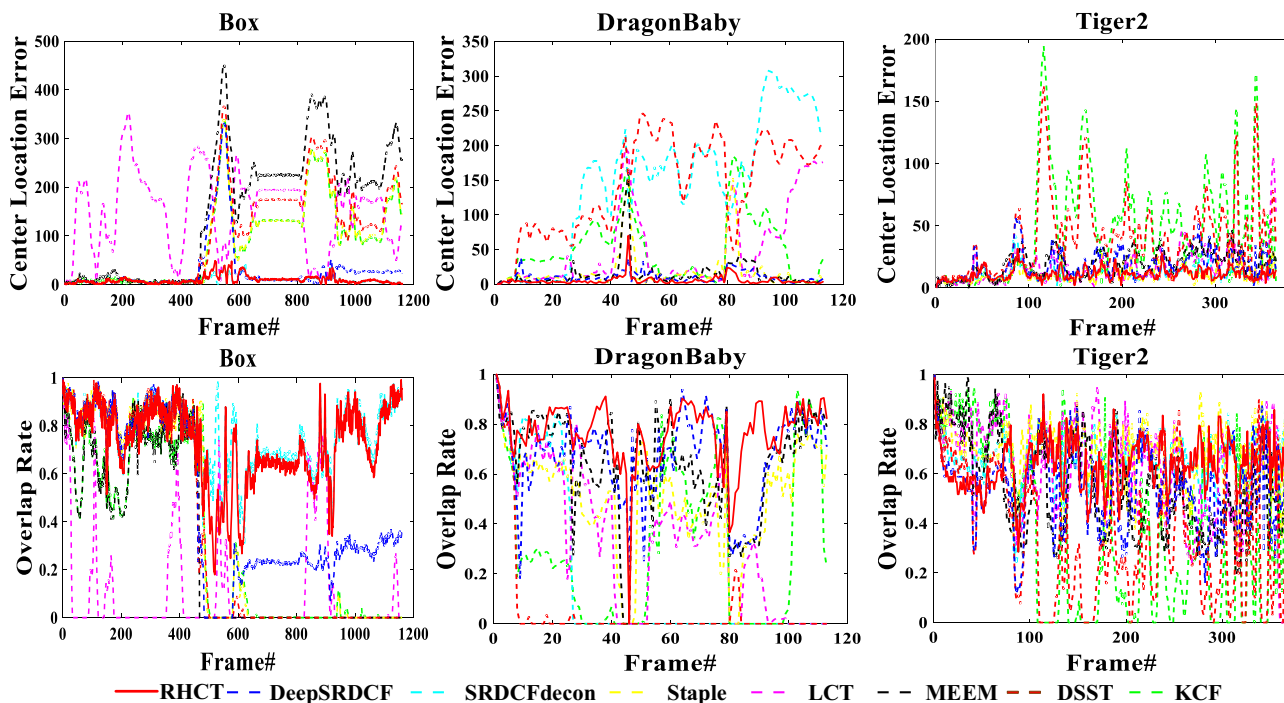 Box
Center Location Error
500
400
300
200
100
0
0 200 400 600 800 1000 1200
Frame#
DragonBaby
Center Location Error
350
300
250
200
150
100
50
0
0 20 40 60 80 100 120
Frame#
Tiger2
Center Location Error
200
150
100
50
0
0 100 200 300
Frame#
Box
Overlap Rate
1
0.8
0.6
0.4
0.2
0
0 200 400 600 800 1000 1200
Frame#
DragonBaby
Overlap Rate
1
0.8
0.6
0.4
0.2
0
0 20 40 60 80 100 120
Frame#
Tiger2
Overlap Rate
1
0.8
0.6
0.4
0.2
0
0 100 200 300
Frame#
RHCT DeepSRDCF SRDCFdecon Staple LCT MEEM DSST KCF